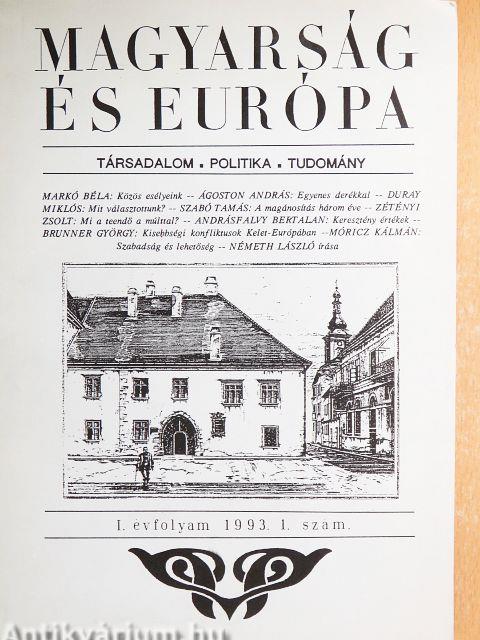 MAGYARSÁG
ÉS EURÓPA
TÁRSADALOM • POLITIKA • TUDOMÁNY
MARKÓ BÉLA: Közös esélyeink -- ÁGOSTON ANDRÁS: Egyenes derékkal -- DURAY
MIKLÓS: Mit választottunk? -- SZABÓ TAMÁS: A magánosítás három éve -- ZÉTÉNYI
ZSOLT: Mi a teendő a múlttal? -- ANDRÁSFALVY BERTALAN: Keresztény értékek --
BRUNNER GYÖRGY: Kisebbségi konfliktusok Kelet-Európában --MÓRICZ KÁLMÁN:
Szabadság és lehetőség -- NÉMETH LÁSZLÓ írása
I. évfolyam 1993. 1. szám.
Antikvárium.hu